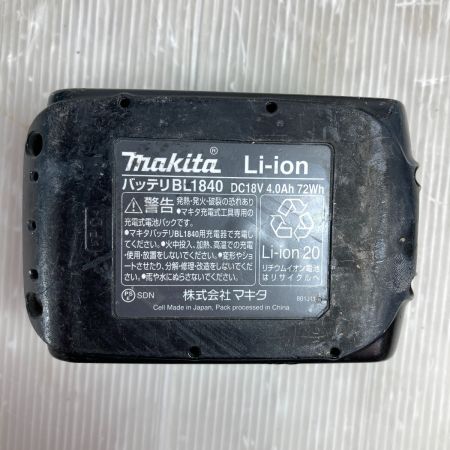 makita® Li-ion
バッテリBL1840 DC18V 4.0Ah 72Wh
⚠警告 発熱・発火・破裂の恐れあり
●マキタ充電式工具専用の
充電式電池パックです。
●マキタバッテリBL1840用充電器で充電し
てください。●火中投入、加熱、高温での充電
・使用・放置をしないでください。●変形やショ
ートさせたり、分解・修理・改造をしないでくだ
さい。●雨や水にぬらさないでください。
Li-ion 20
リチウムイオン電池
はリサイクルへ
PS E SDN
株式会社マキタ
Cell Made in Japan, Pack processed in China